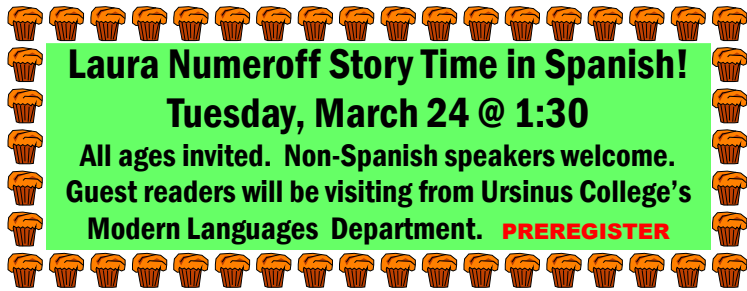 Laura Numeroff Story Time in Spanish!
Tuesday, March 24 @ 1:30
All ages invited.  Non-Spanish speakers welcome.
Guest readers will be visiting from Ursinus College's
Modern Languages  Department.   PREREGISTER